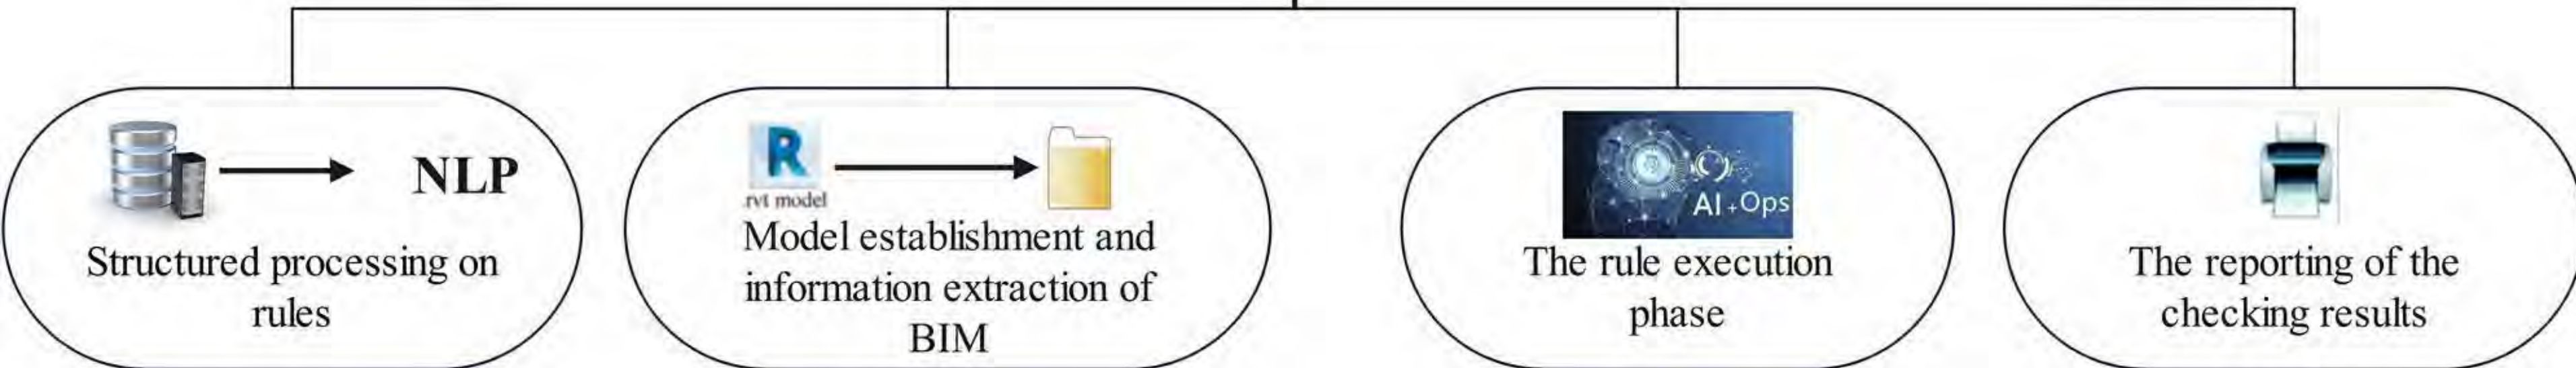 NLP
Structured processing on
rules
R
.rvt model
Model establishment and
information extraction of
BIM
AI +Ops
The rule execution
phase
The reporting of the
checking results